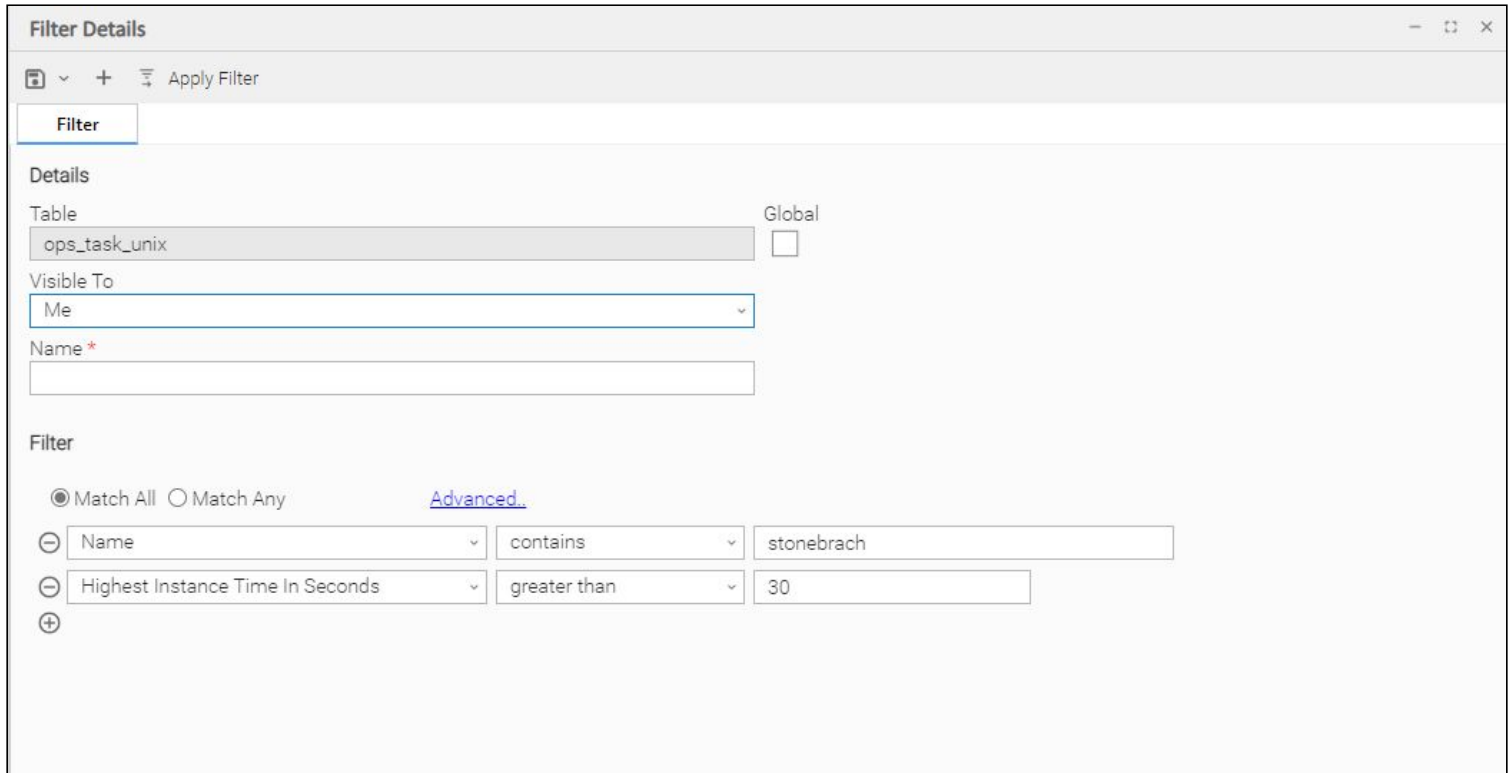 Filter Details
Apply Filter
Filter
Details
Table Global
ops_task_unix
Visible To
Me
Name *
Filter
Match All Match Any Advanced..
Name contains stonebrach
Highest Instance Time In Seconds greater than 30